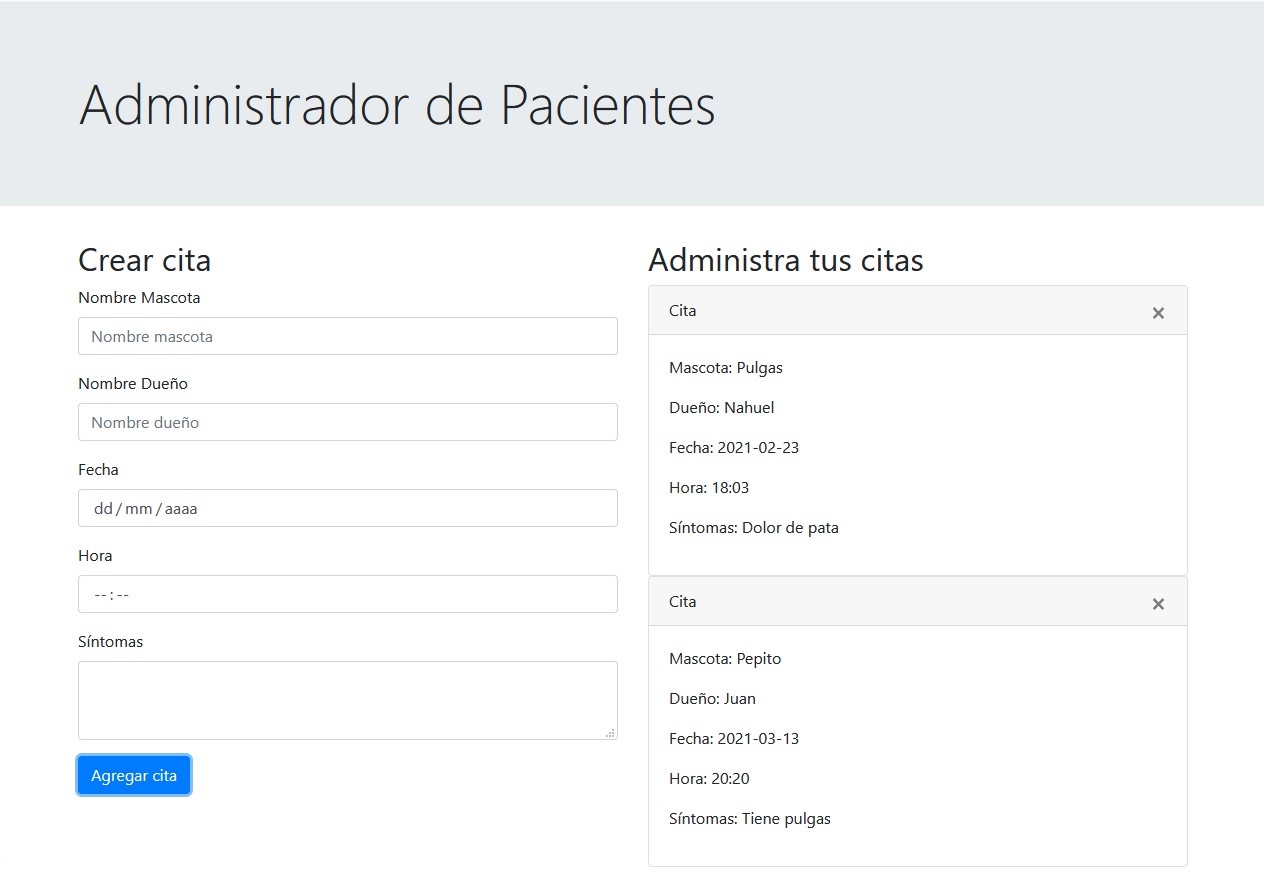 Administrador de Pacientes
Crear cita
Nombre Mascota
Nombre mascota
Nombre Dueño
Nombre dueño
Fecha
dd/mm/aaaa
Hora
--:--
Síntomas
Agregar cita
Administra tus citas
Cita ×
Mascota: Pulgas
Dueño: Nahuel
Fecha: 2021-02-23
Hora: 18:03
Síntomas: Dolor de pata
Cita ×
Mascota: Pepito
Dueño: Juan
Fecha: 2021-03-13
Hora: 20:20
Síntomas: Tiene pulgas